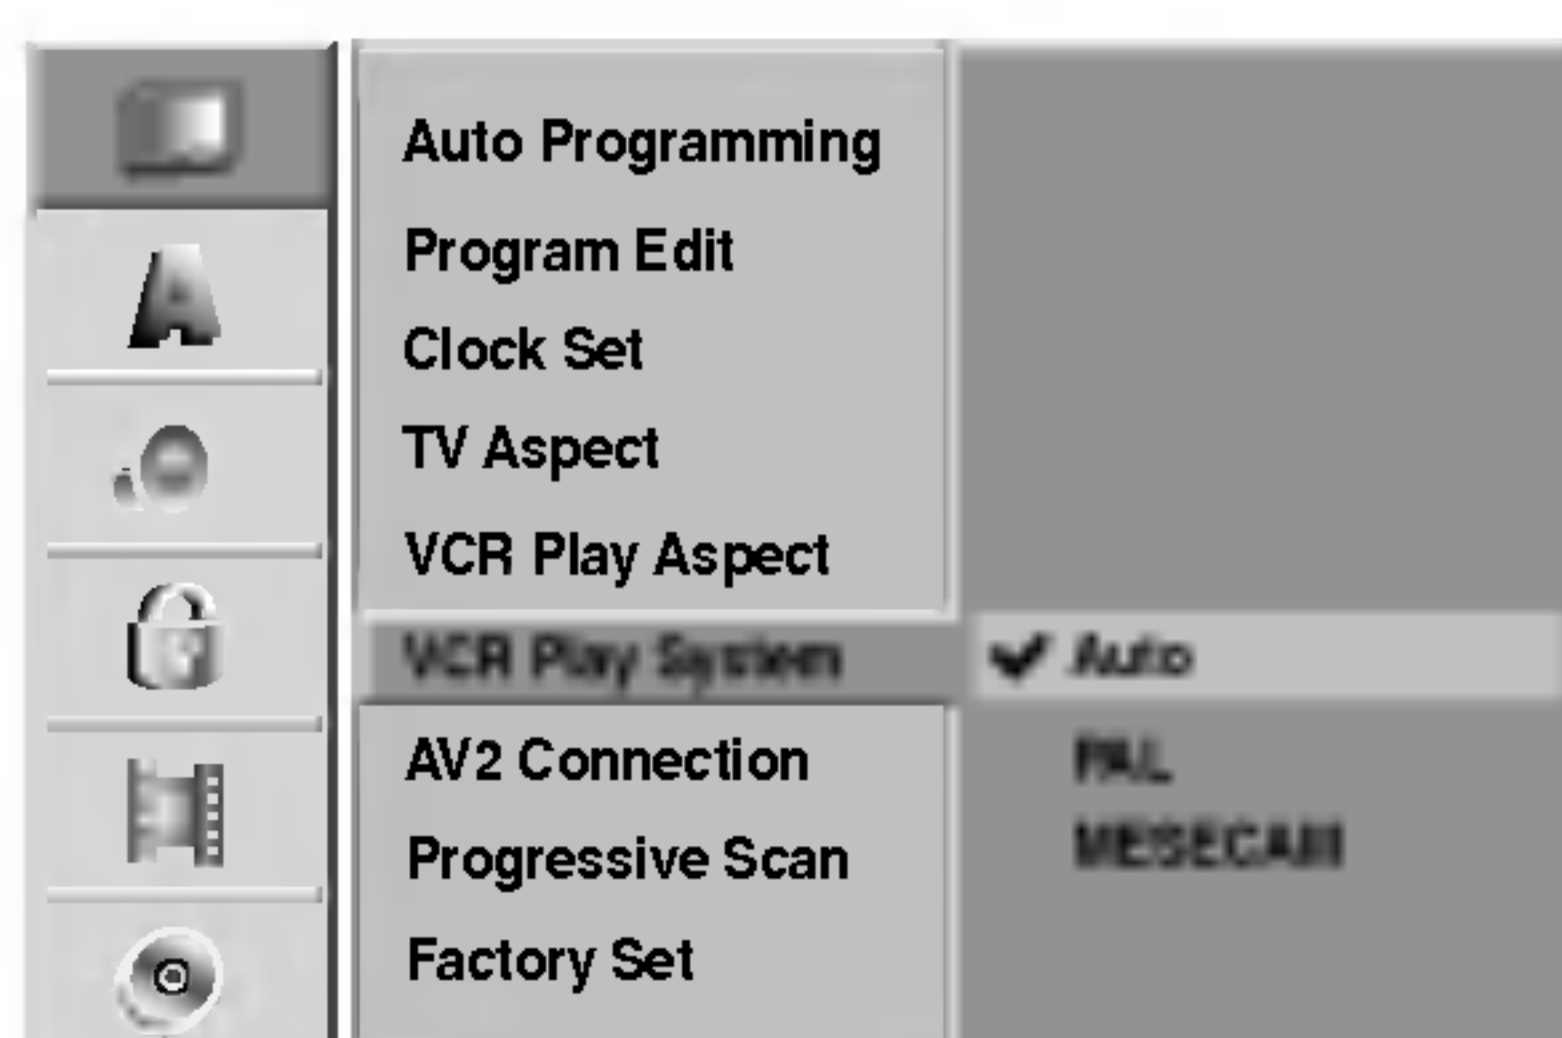 Auto Programming
Program Edit
Clock Set
TV Aspect
VCR Play Aspect
VCR Play System
✔ Auto
PAL
MESECAM
AV2 Connection
Progressive Scan
Factory Set